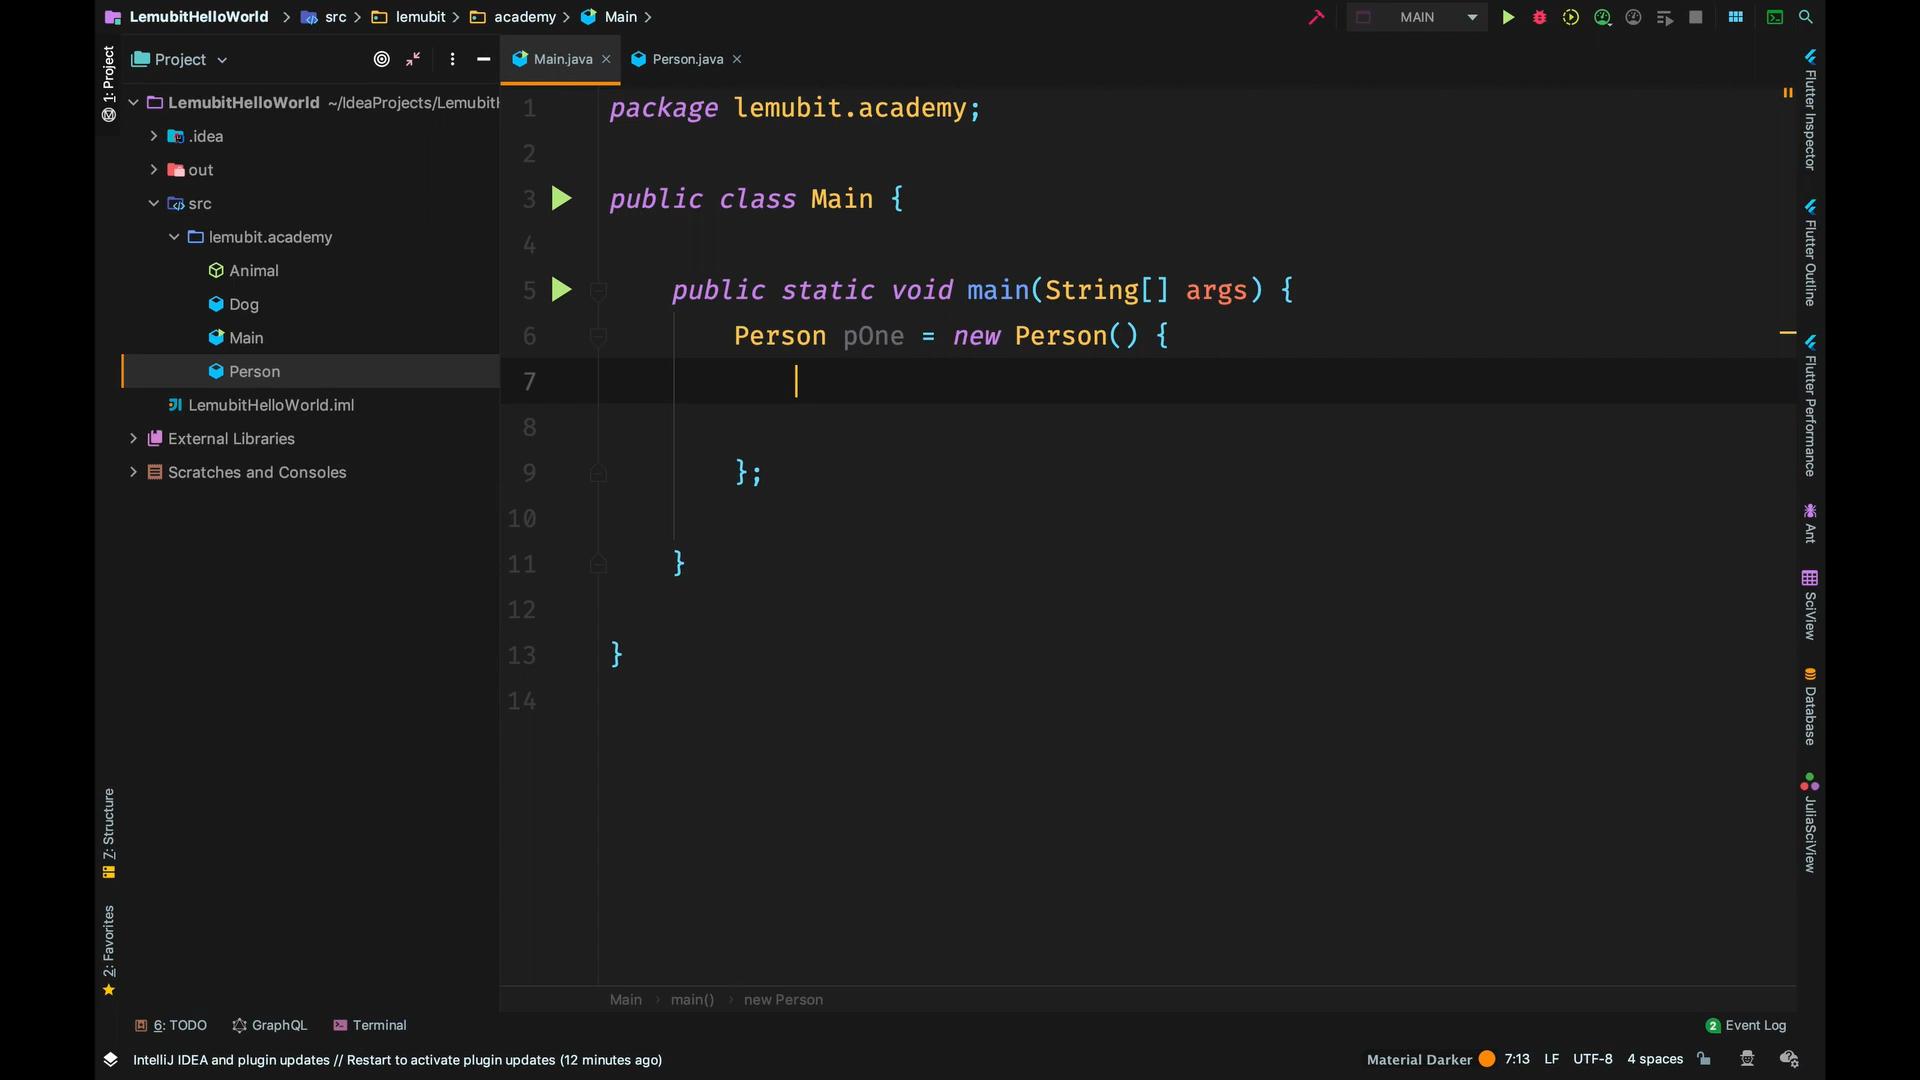 LemubitHelloWorld > src > lemubit > academy > Main >
MAIN
1: Project
Project
Main.java
Person.java
LemubitHelloWorld ~/IdeaProjects/Lemubit
.idea
out
src
lemubit.academy
Animal
Dog
Main
Person
LemubitHelloWorld.iml
External Libraries
Scratches and Consoles
1 package lemubit.academy;
2
3 public class Main {
4
5 public static void main(String[] args) {
6 Person pOne = new Person() {
7
8
9 };
10
11 }
12
13 }
14
Flutter Inspector
Flutter Outline
Flutter Performance
Ant
SciView
Database
JuliaSciView
Z: Structure
2: Favorites
Main > main() > new Person
6: TODO
GraphQL
Terminal
2 Event Log
IntelliJ IDEA and plugin updates // Restart to activate plugin updates (12 minutes ago)
Material Darker 7:13 LF UTF-8 4 spaces